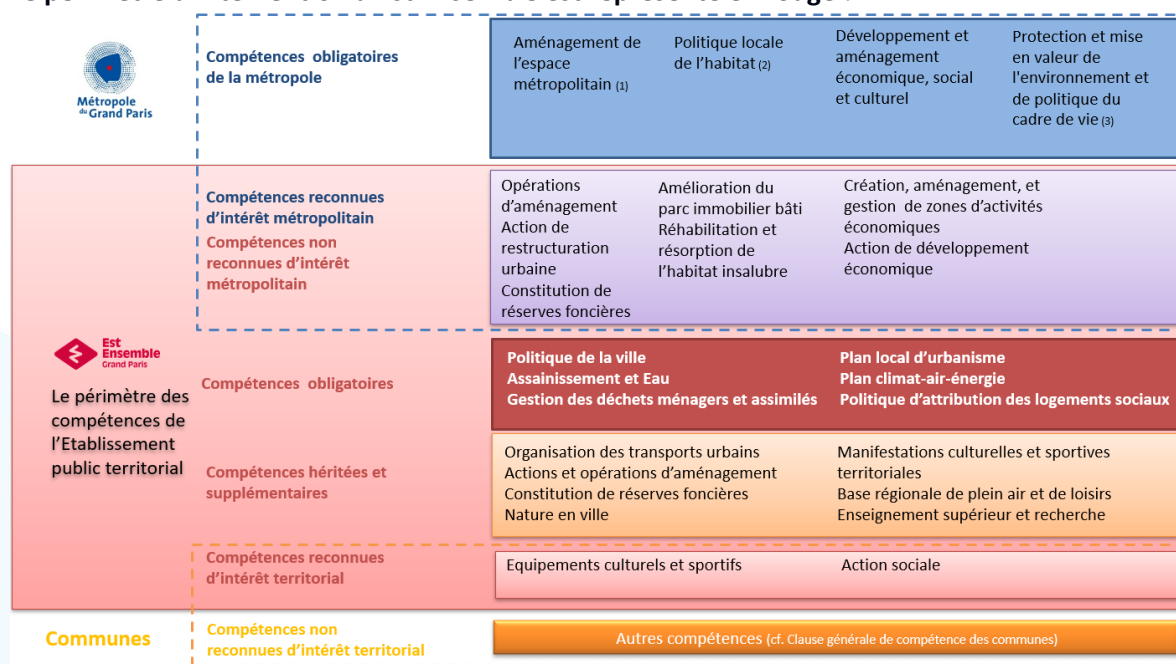 Métropole
du Grand Paris
Compétences obligatoires
de la métropole
Aménagement de
l'espace
métropolitain (1)
Politique locale
de l'habitat (2)
Développement et
aménagement
économique, social
et culturel
Protection et mise
en valeur de
l'environnement et
de politique du
cadre de vie (3)
Compétences reconnues
d'intérêt métropolitain
Compétences non
reconnues d'intérêt
métropolitain
Opérations
d'aménagement
Action de
restructuration
urbaine
Constitution de
réserves foncières
Amélioration du
parc immobilier bâti
Réhabilitation et
résorption de
l'habitat insalubre
Création, aménagement, et
gestion de zones d'activités
économiques
Action de développement
économique
Est
Ensemble
Grand Paris
Le périmètre des
compétences de
l'Etablissement
public territorial
Compétences obligatoires
Politique de la ville
Assainissement et Eau
Gestion des déchets ménagers et assimilés
Plan local d'urbanisme
Plan climat-air-énergie
Politique d'attribution des logements sociaux
Compétences héritées et
supplémentaires
Organisation des transports urbains
Actions et opérations d'aménagement
Constitution de réserves foncières
Nature en ville
Manifestations culturelles et sportives
territoriales
Base régionale de plein air et de loisirs
Enseignement supérieur et recherche
Compétences reconnues
d'intérêt territorial
Equipements culturels et sportifs
Action sociale
Communes
Compétences non
reconnues d'intérêt territorial
Autres compétences (cf. Clause générale de compétence des communes)